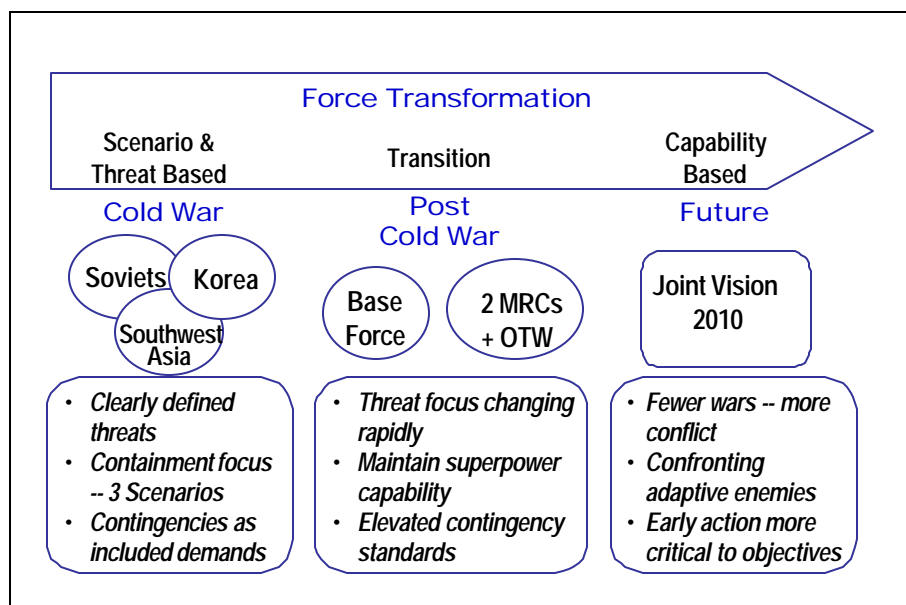 Force Transformation
Scenario &
Threat Based
Transition
Capability
Based
Cold War
Post
Cold War
Future
Soviets
Korea
Southwest
Asia
Base
Force
2 MRCs
+ OTW
Joint Vision
2010
• Clearly defined
threats
• Containment focus
-- 3 Scenarios
• Contingencies as
included demands
• Threat focus changing
rapidly
• Maintain superpower
capability
• Elevated contingency
standards
• Fewer wars -- more
conflict
• Confronting
adaptive enemies
• Early action more
critical to objectives